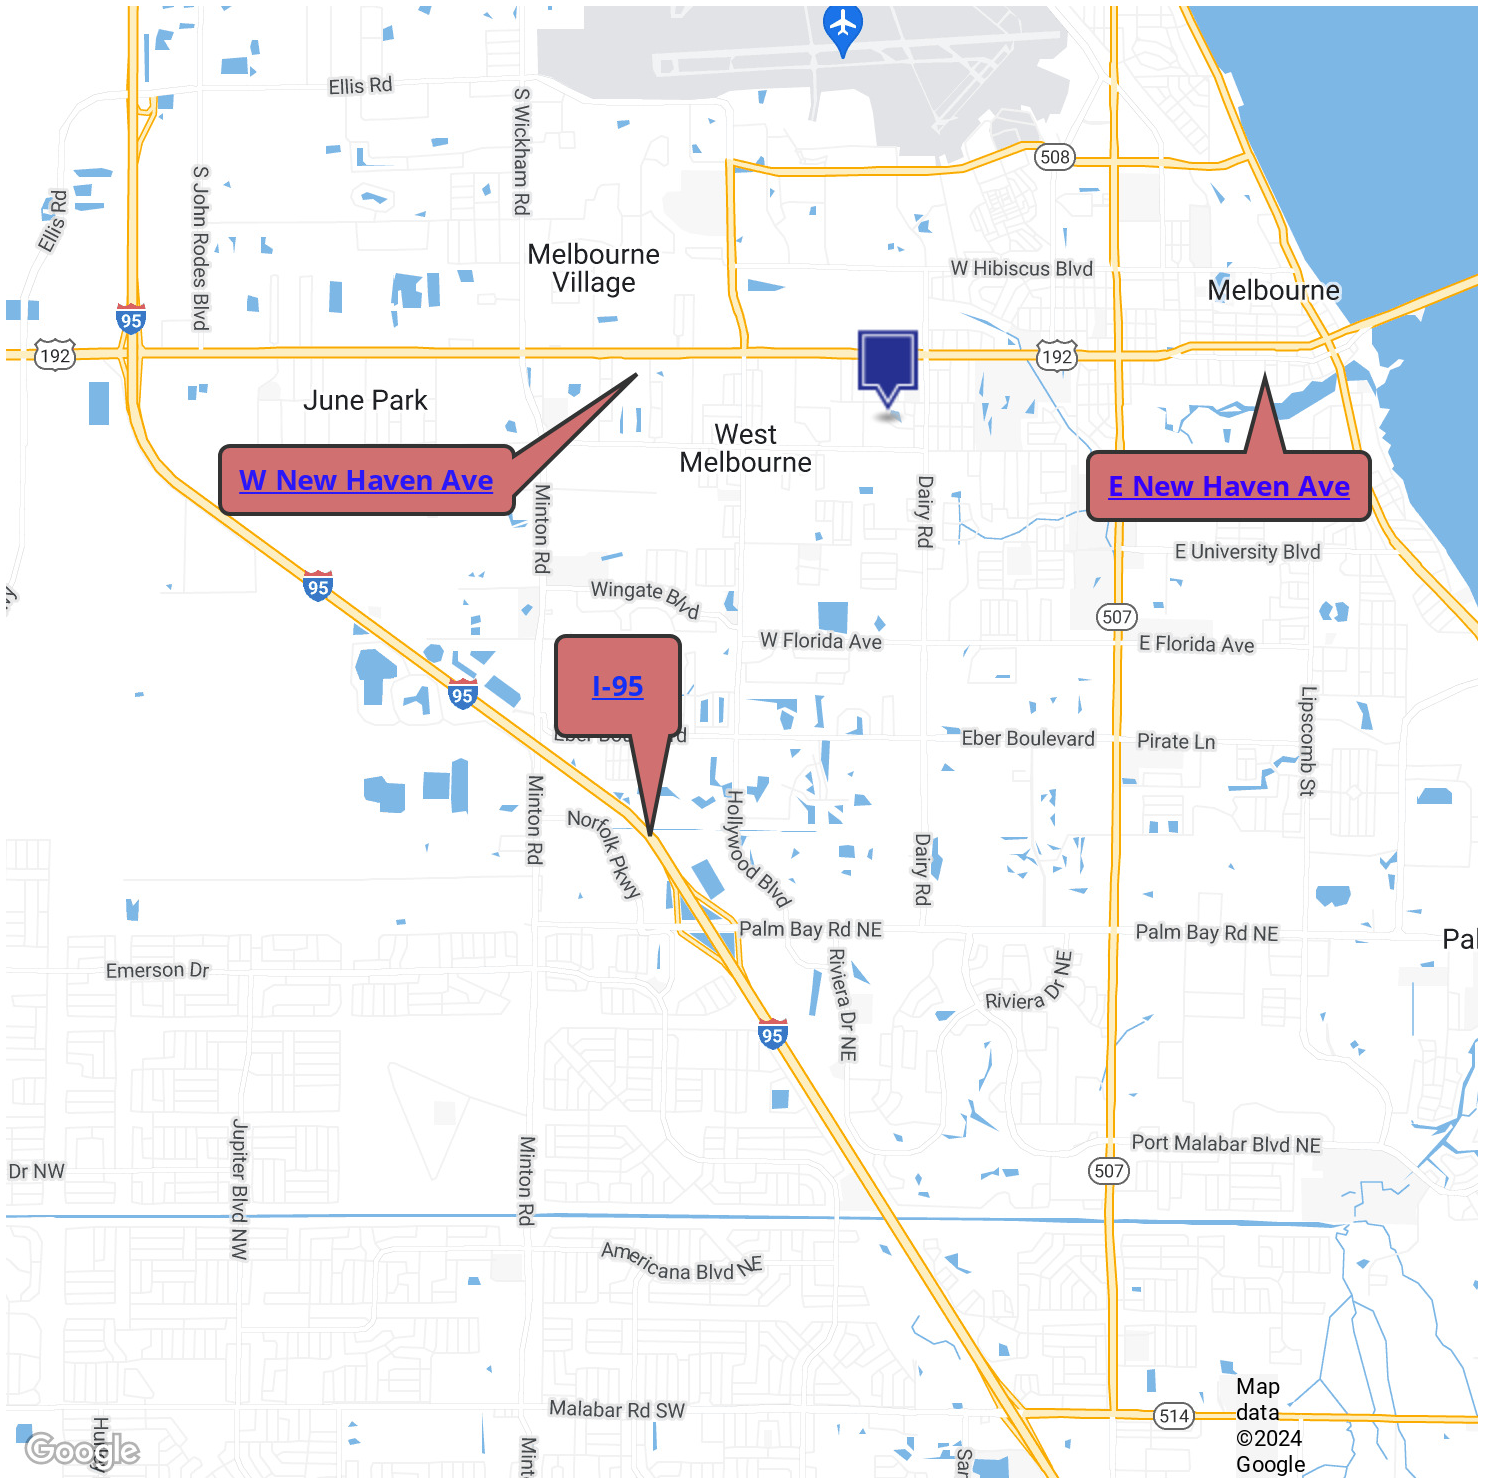 Ellis Rd
S Wickham Rd
508
Ellis Rd
S John Rodes Blvd
Melbourne
Village
W Hibiscus Blvd
Melbourne
95
192
192
June Park
West
Melbourne
W New Haven Ave
E New Haven Ave
Minton Rd
Dairy Rd
E University Blvd
95
Wingate Blvd
507
W Florida Ave
E Florida Ave
I-95
95
Lipscomb St
Eber Boulevard
Pirate Ln
Minton Rd
Norfolk Pkwy
Hollywood Blvd
Dairy Rd
Palm Bay Rd NE
Palm Bay Rd NE
Pal
Emerson Dr
Riviera Dr NE
Riviera Dr NE
95
Jupiter Blvd NW
Minton Rd
Port Malabar Blvd NE
Dr NW
507
Americana Blvd NE
Malabar Rd SW
514
Map
data
©2024
Google
Google
Mint
Sar